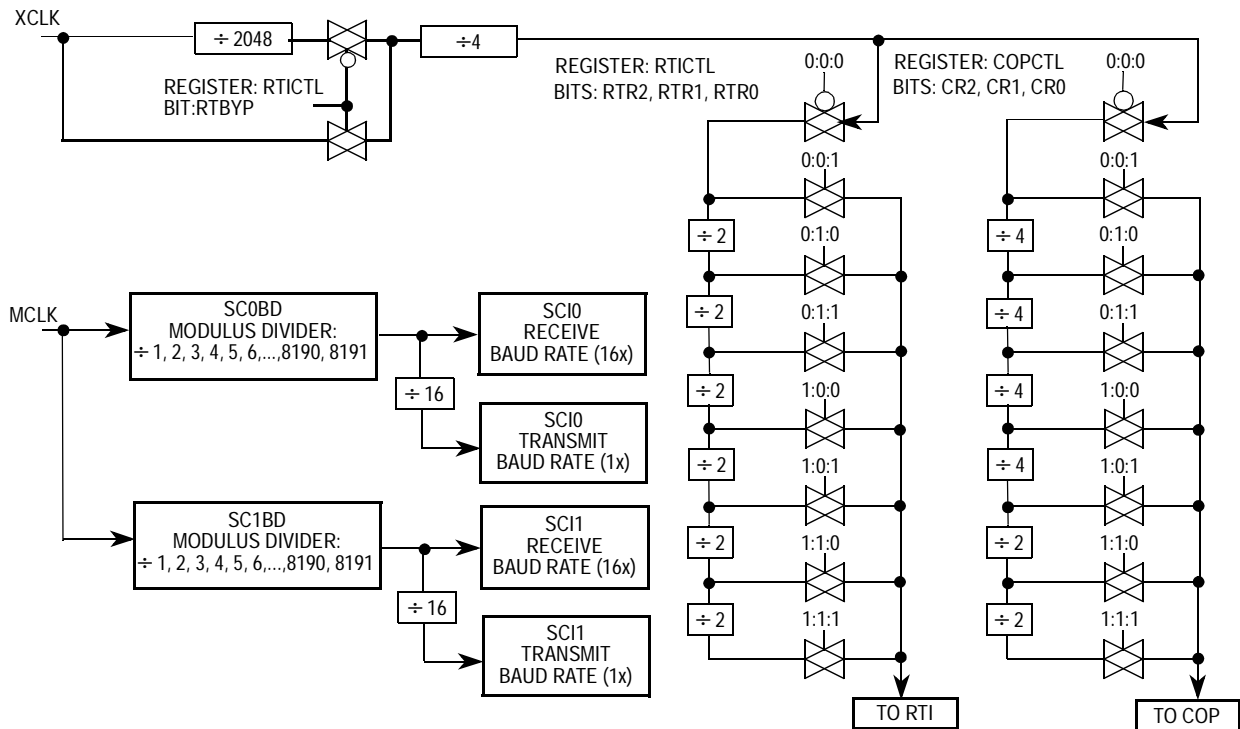 XCLK
÷ 2048
÷4
REGISTER: RTICTL
BIT:RTBYP
REGISTER: RTICTL
BITS: RTR2, RTR1, RTR0
0:0:0
REGISTER: COPCTL
BITS: CR2, CR1, CR0
0:0:0
0:0:1
÷ 2
0:1:0
÷ 2
0:1:1
÷ 2
1:0:0
÷ 2
1:0:1
÷ 2
1:1:0
÷ 2
1:1:1
TO RTI
0:0:1
÷ 4
0:1:0
÷ 4
0:1:1
÷ 4
1:0:0
÷ 4
1:0:1
÷ 2
1:1:0
÷ 2
1:1:1
TO COP
MCLK
SC0BD
MODULUS DIVIDER:
÷ 1, 2, 3, 4, 5, 6,...,8190, 8191
SCI0
RECEIVE
BAUD RATE (16x)
÷ 16
SCI0
TRANSMIT
BAUD RATE (1x)
SC1BD
MODULUS DIVIDER:
÷ 1, 2, 3, 4, 5, 6,...,8190, 8191
SCI1
RECEIVE
BAUD RATE (16x)
÷ 16
SCI1
TRANSMIT
BAUD RATE (1x)